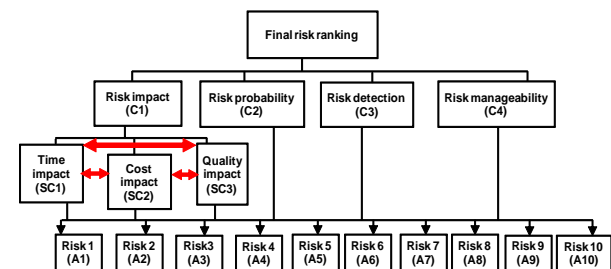 Final risk ranking
Risk impact
(C1)
Risk probability
(C2)
Risk detection
(C3)
Risk manageability
(C4)
Time
impact
(SC1)
Cost
impact
(SC2)
Quality
impact
(SC3)
Risk 1
(A1)
Risk 2
(A2)
Risk3
(A3)
Risk 4
(A4)
Risk 5
(A5)
Risk 6
(A6)
Risk 7
(A7)
Risk 8
(A8)
Risk 9
(A9)
Risk 10
(A10)